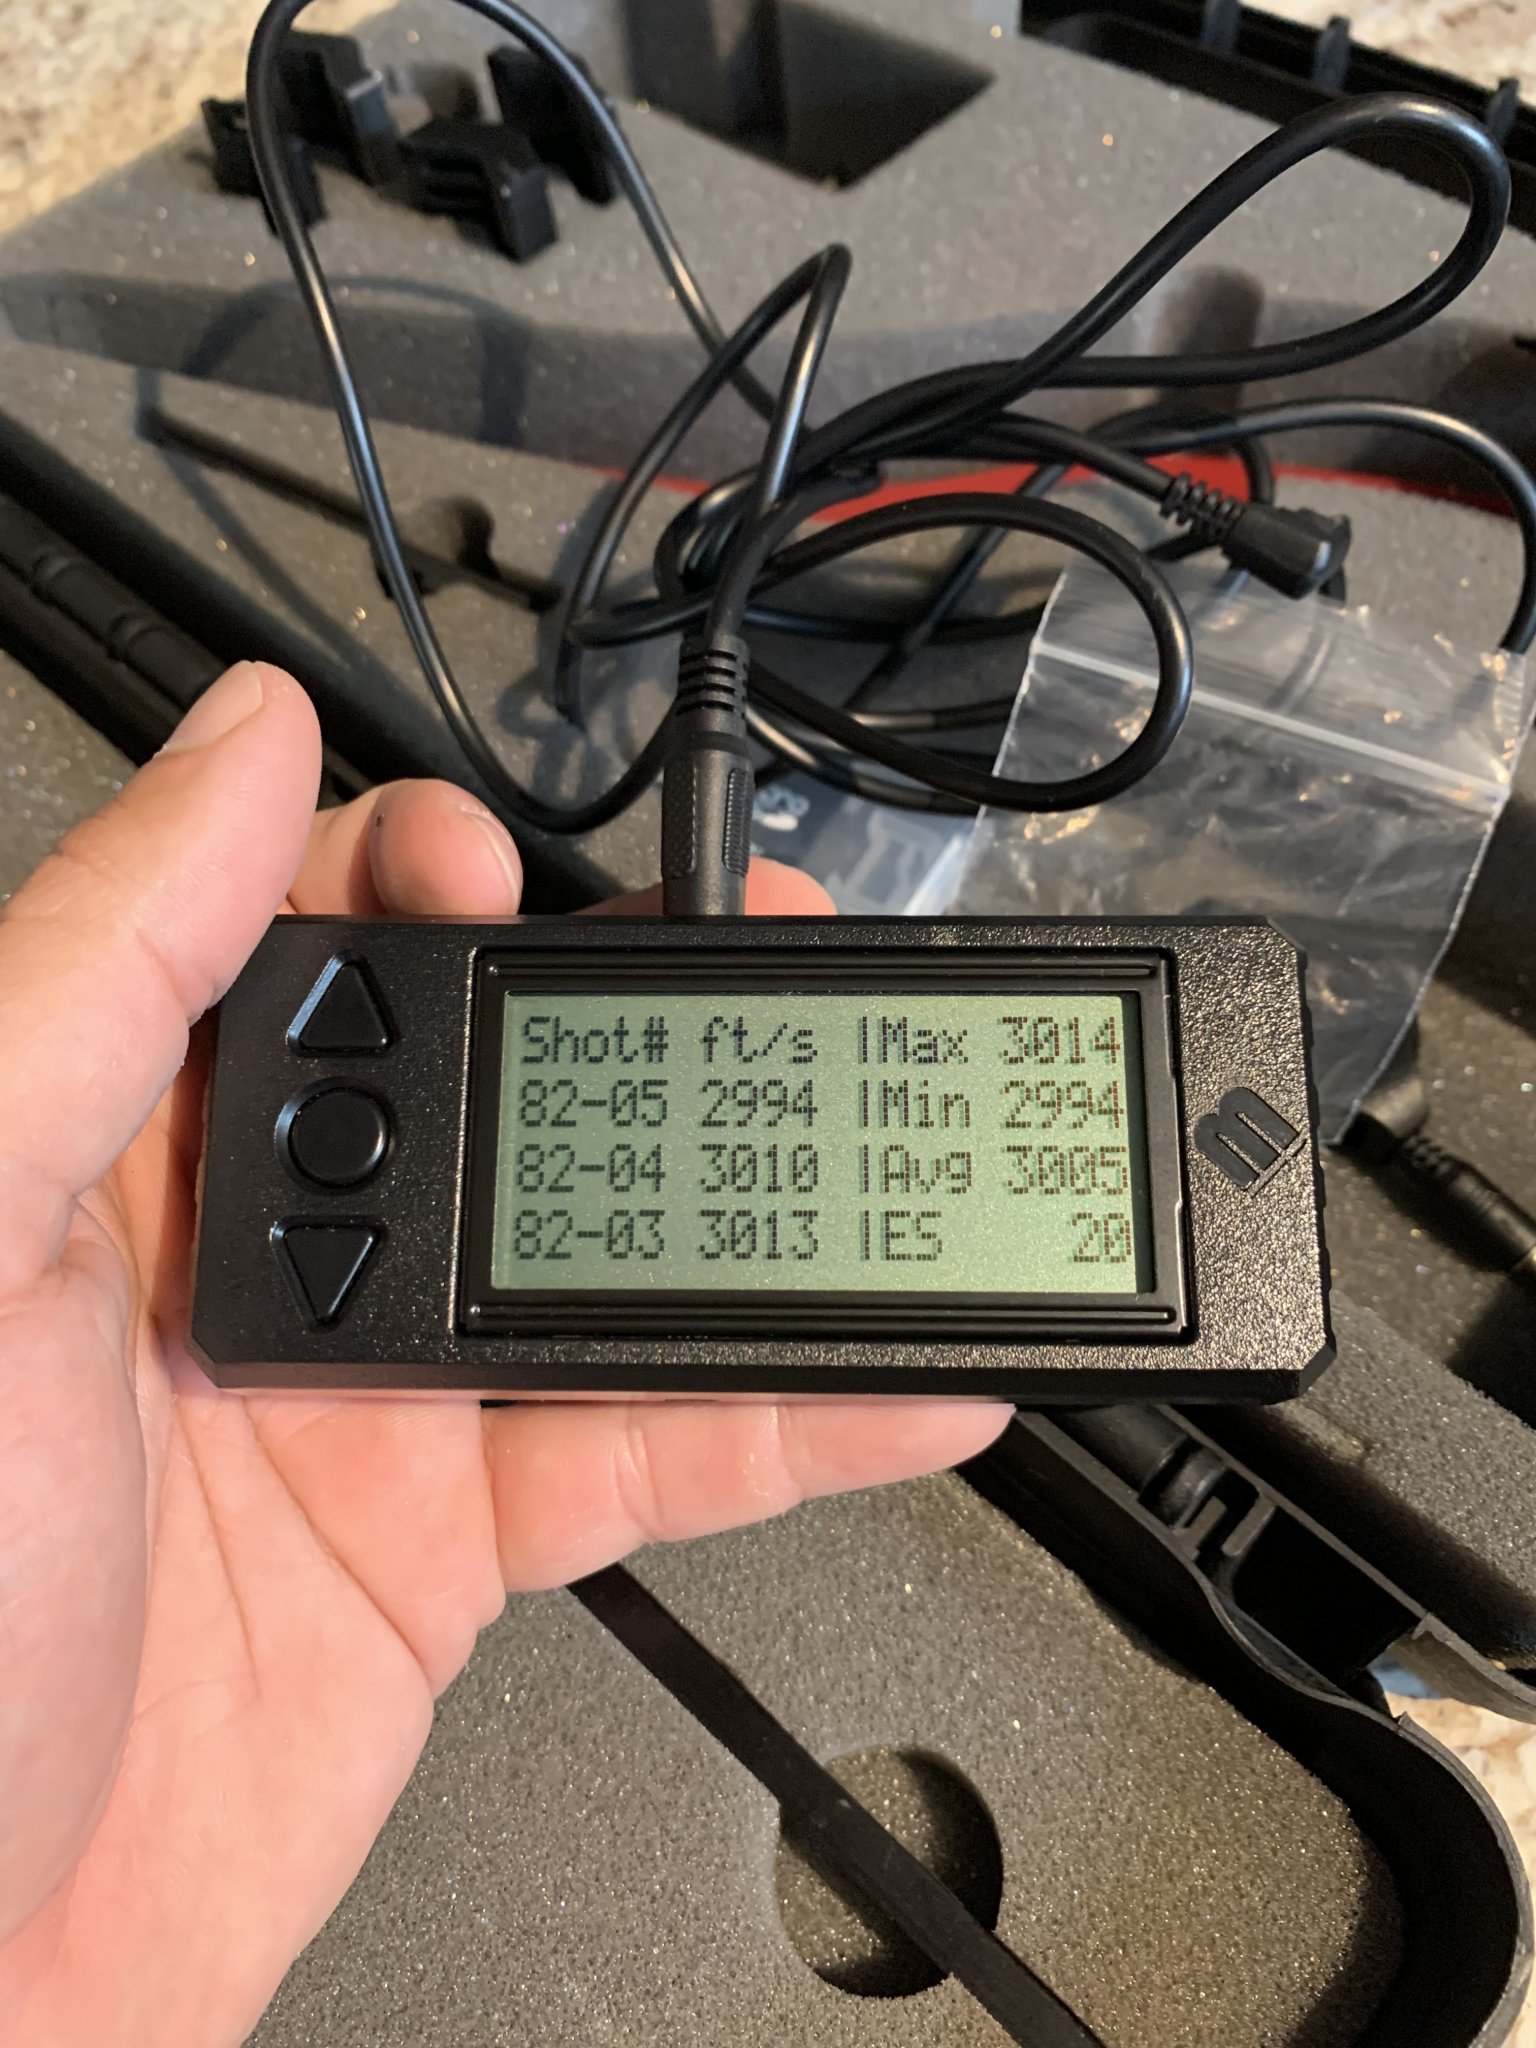 Shot# ft/s |Max 3014
82-05 2994 |Min 2994
82-04 3010 |Avg 3005
82-03 3013 |ES 20